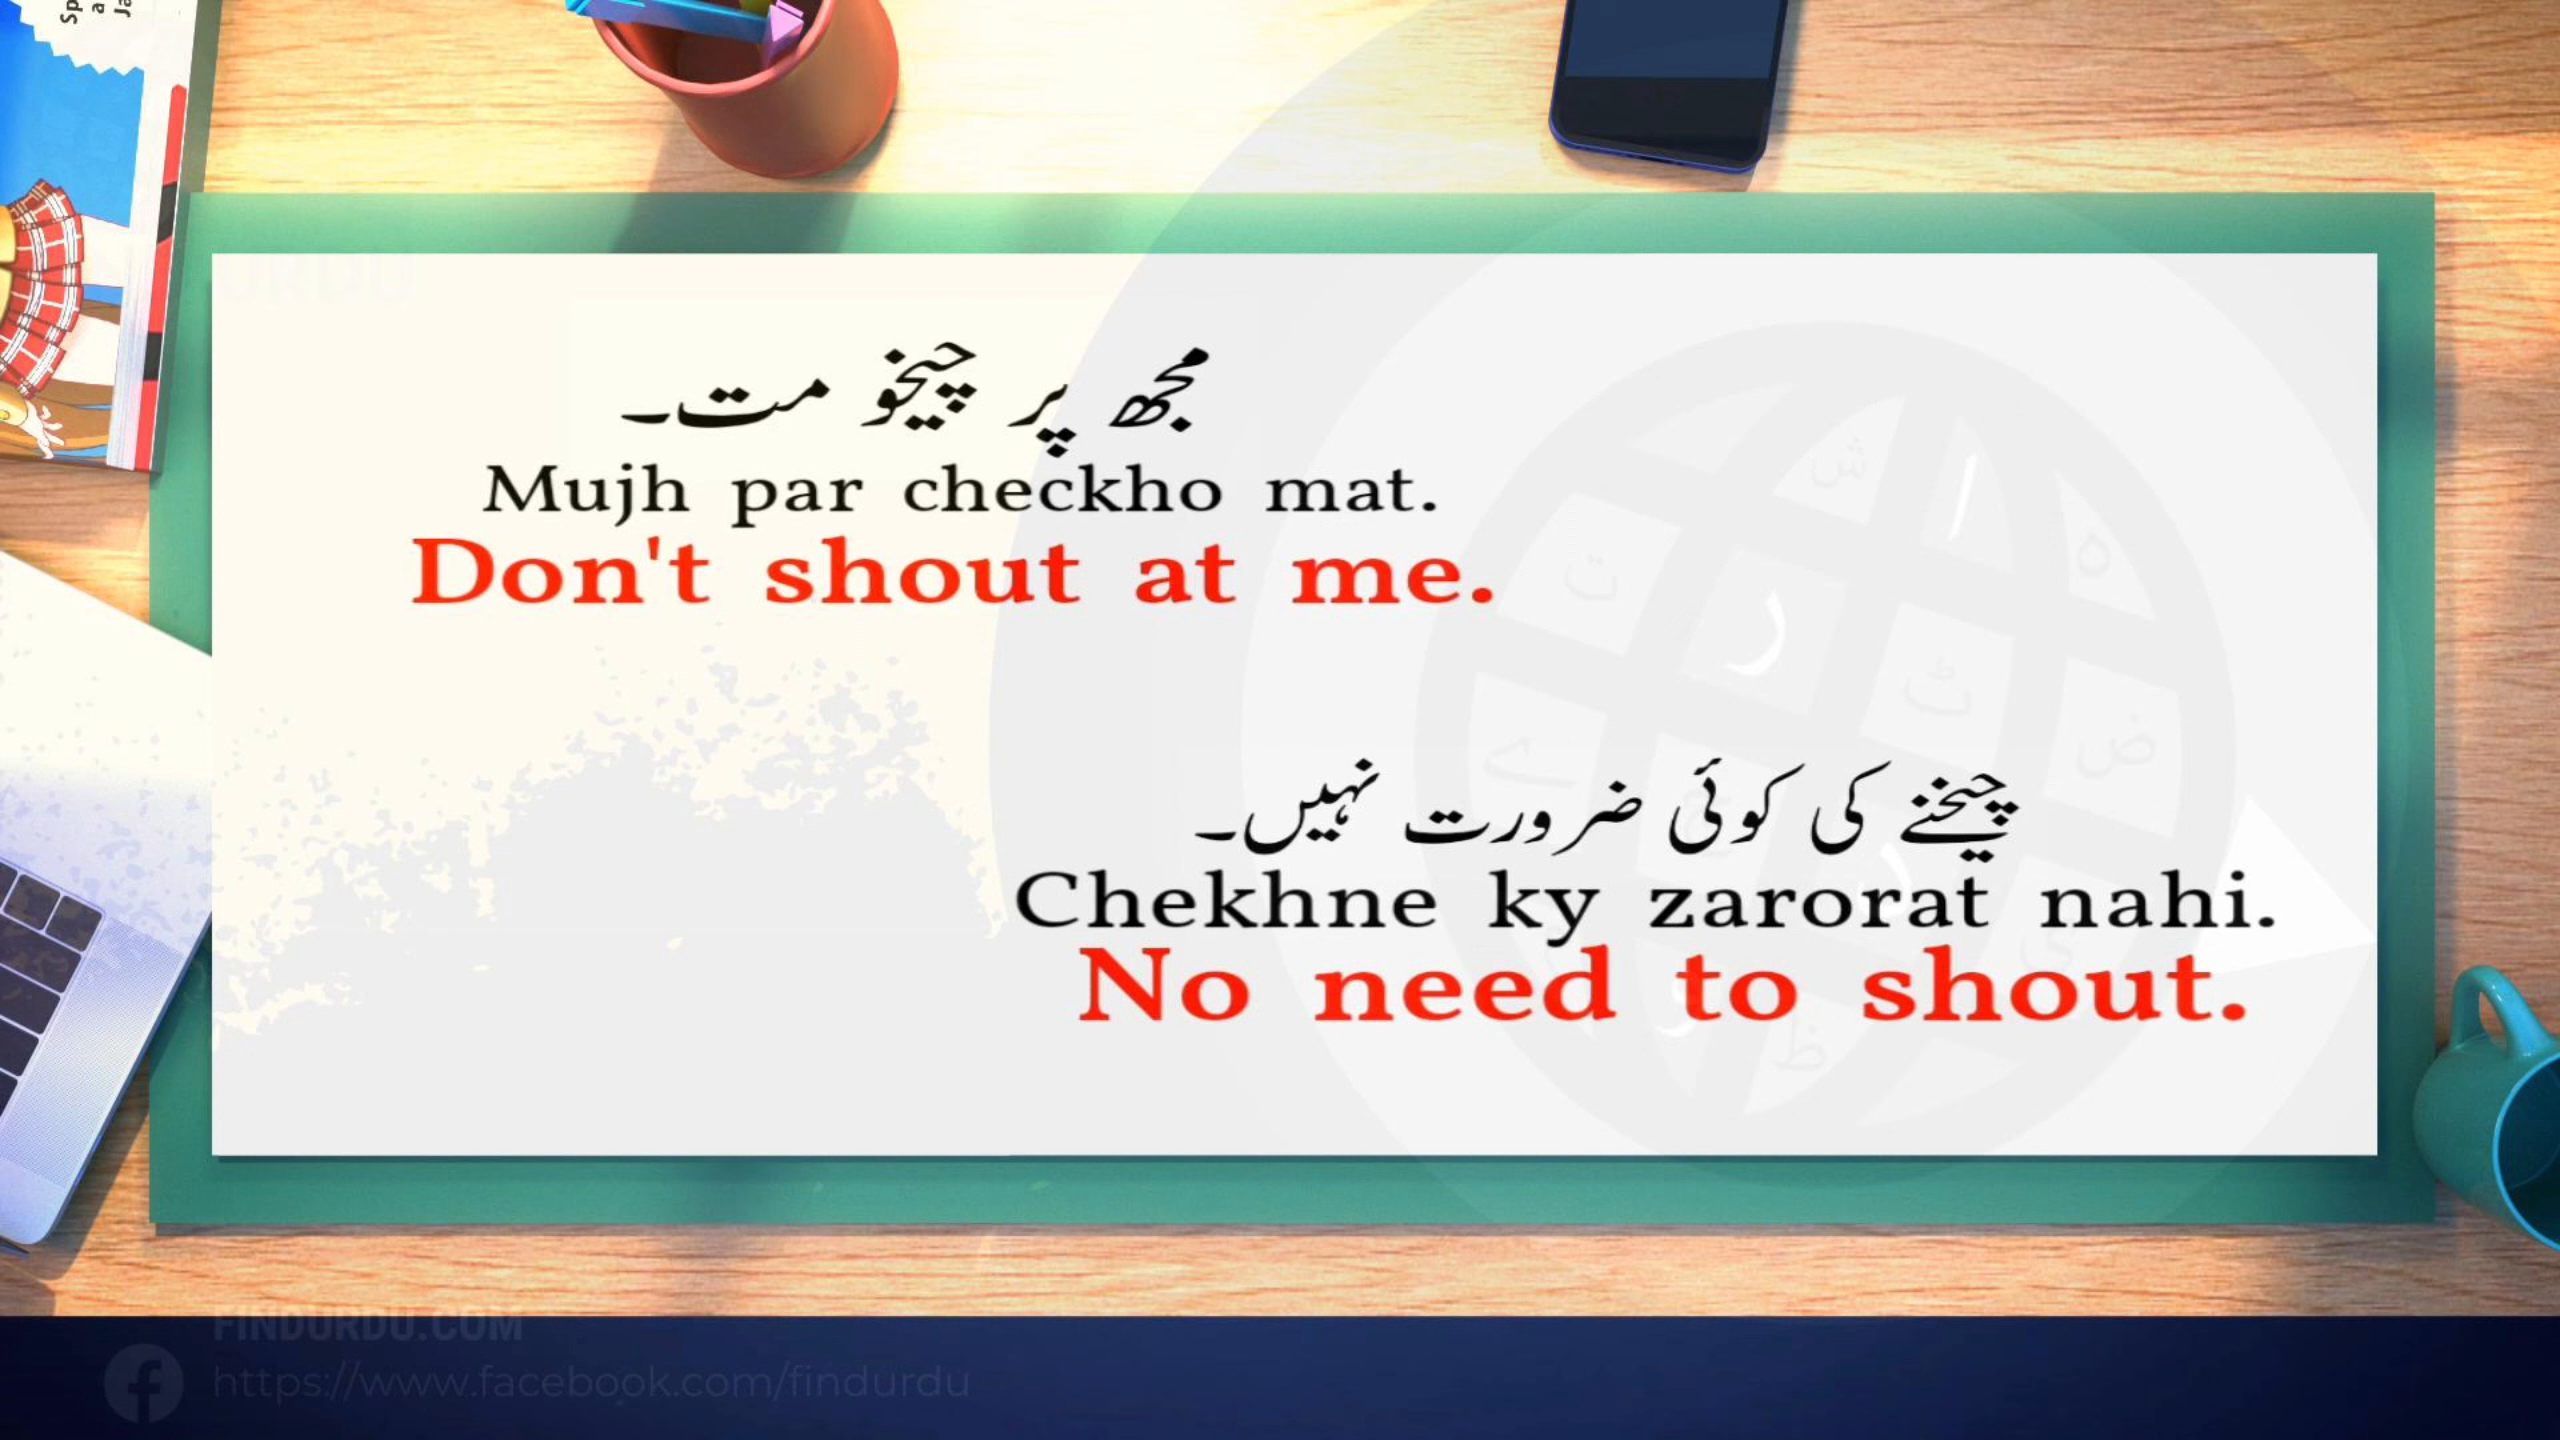 مجھ پر چیخو مت۔
Mujh par checkho mat.
Don't shout at me.
چیخنے کی کوئی ضرورت نہیں۔
Chekhne ky zarorat nahi.
No need to shout.
FINDURDU.COM
https://www.facebook.com/findurdu